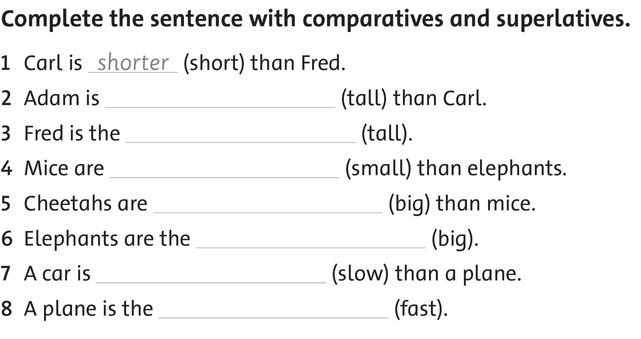 Complete the sentence with comparatives and superlatives.
1 Carl is shorter (short) than Fred.
2 Adam is ____________ (tall) than Carl.
3 Fred is the ____________ (tall).
4 Mice are ____________ (small) than elephants.
5 Cheetahs are ____________ (big) than mice.
6 Elephants are the ____________ (big).
7 A car is ____________ (slow) than a plane.
8 A plane is the ____________ (fast).